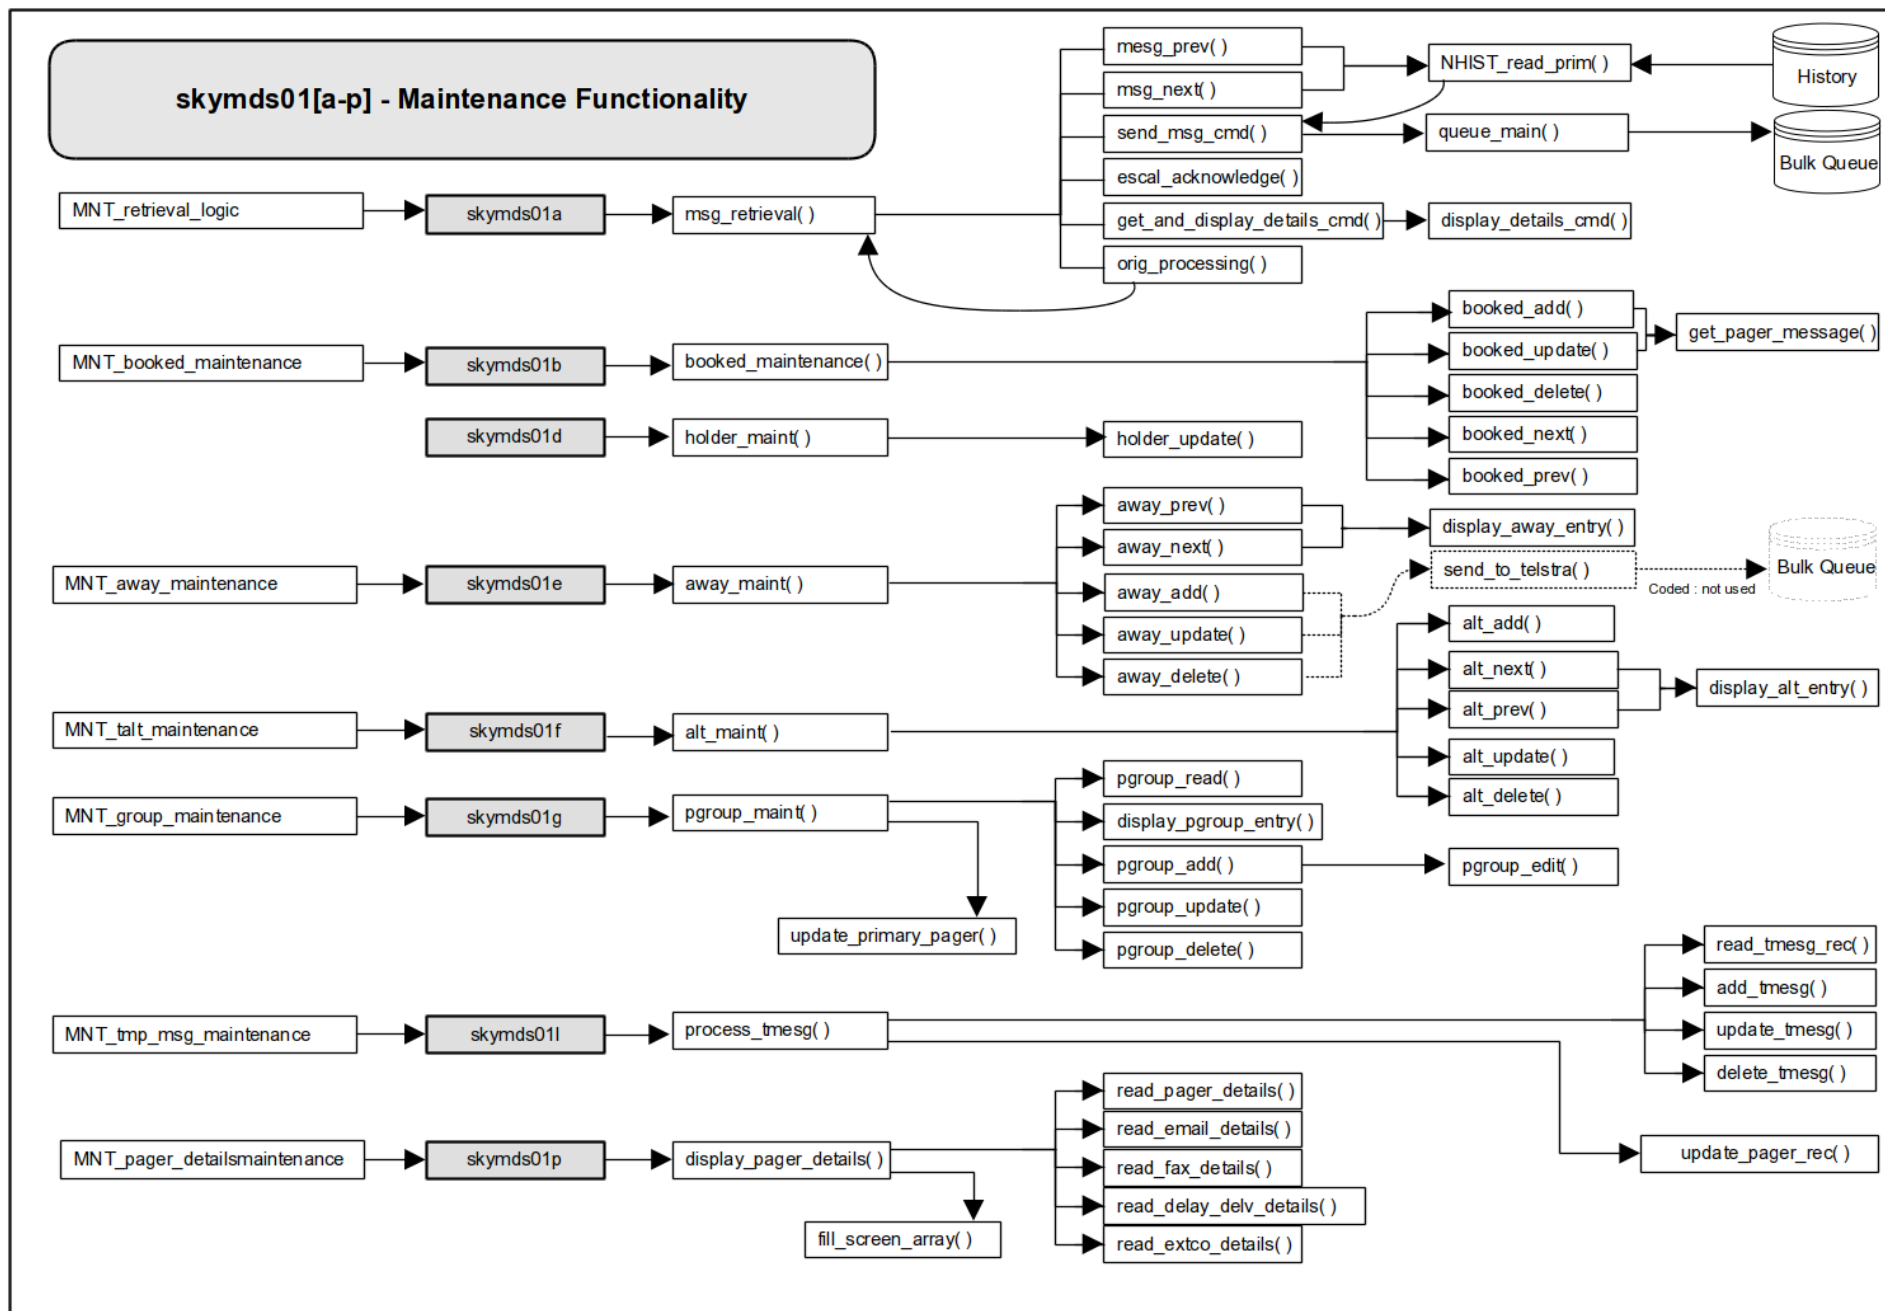 skymds01[a-p] - Maintenance Functionality
mesg_prev( )
msg_next( )
send_msg_cmd( )
escal_acknowledge( )
get_and_display_details_cmd( )
orig_processing( )
NHIST_read_prim( )
queue_main( )
display_details_cmd( )
History
Bulk Queue
MNT_retrieval_logic
skymds01a
msg_retrieval( )
MNT_booked_maintenance
skymds01b
booked_maintenance( )
booked_add( )
booked_update( )
booked_delete( )
booked_next( )
booked_prev( )
get_pager_message( )
skymds01d
holder_maint( )
holder_update( )
MNT_away_maintenance
skymds01e
away_maint( )
away_prev( )
away_next( )
away_add( )
away_update( )
away_delete( )
display_away_entry( )
send_to_telstra( )
Coded : not used
Bulk Queue
MNT_talt_maintenance
skymds01f
alt_maint( )
alt_add( )
alt_next( )
alt_prev( )
alt_update( )
alt_delete( )
display_alt_entry( )
MNT_group_maintenance
skymds01g
pgroup_maint( )
update_primary_pager( )
pgroup_read( )
display_pgroup_entry( )
pgroup_add( )
pgroup_update( )
pgroup_delete( )
pgroup_edit( )
MNT_tmp_msg_maintenance
skymds01l
process_tmesg( )
read_tmesg_rec( )
add_tmesg( )
update_tmesg( )
delete_tmesg( )
update_pager_rec( )
MNT_pager_detailsmaintenance
skymds01p
display_pager_details( )
fill_screen_array( )
read_pager_details( )
read_email_details( )
read_fax_details( )
read_delay_delv_details( )
read_extco_details( )